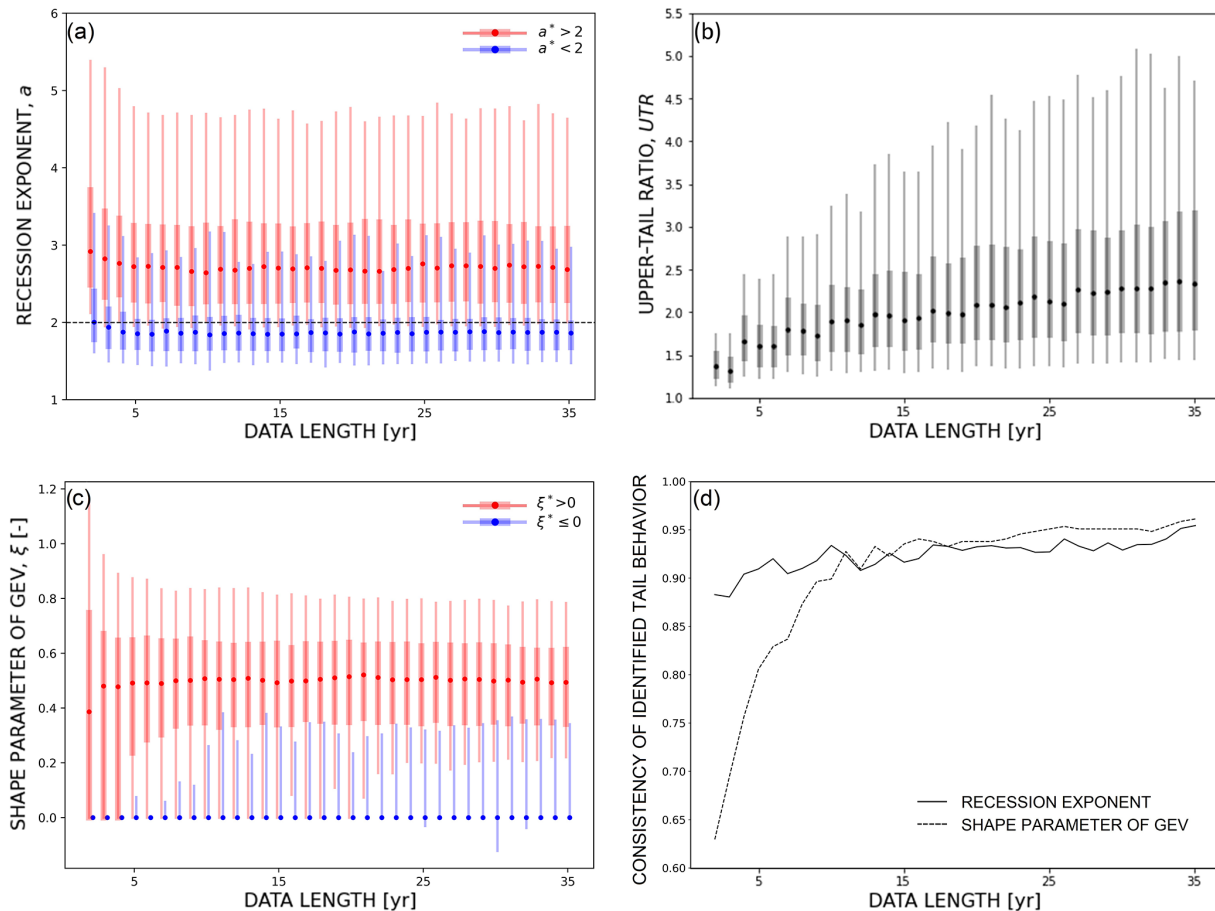 (a)
a* > 2
a* < 2
RECESSION EXPONENT, a
6
5
4
3
2
1
5
15
25
35
DATA LENGTH [yr]
(b)
UPPER-TAIL RATIO, UTR
5.5
5.0
4.5
4.0
3.5
3.0
2.5
2.0
1.5
1.0
5
15
25
35
DATA LENGTH [yr]
(c)
ξ* > 0
ξ* ≤ 0
SHAPE PARAMETER OF GEV, ξ [-]
1.2
1.0
0.8
0.6
0.4
0.2
0.0
5
15
25
35
DATA LENGTH [yr]
(d)
CONSISTENCY OF IDENTIFIED TAIL BEHAVIOR
1.00
0.95
0.90
0.85
0.80
0.75
0.70
0.65
0.60
RECESSION EXPONENT
SHAPE PARAMETER OF GEV
5
15
25
35
DATA LENGTH [yr]